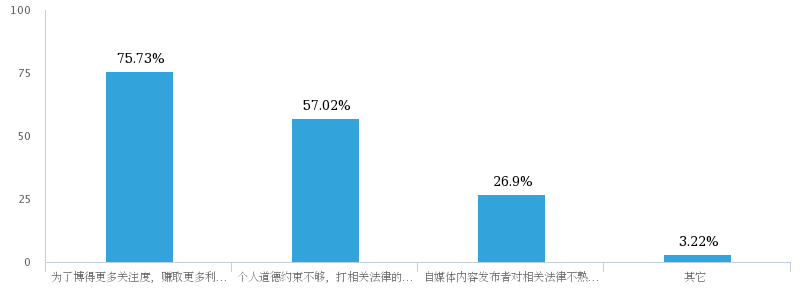 100
75
50
25
0
75.73%
57.02%
26.9%
3.22%
为了博得更多关注度，赚取更多利...
个人道德约束不够，打相关法律的...
自媒体内容发布者对相关法律不熟...
其它